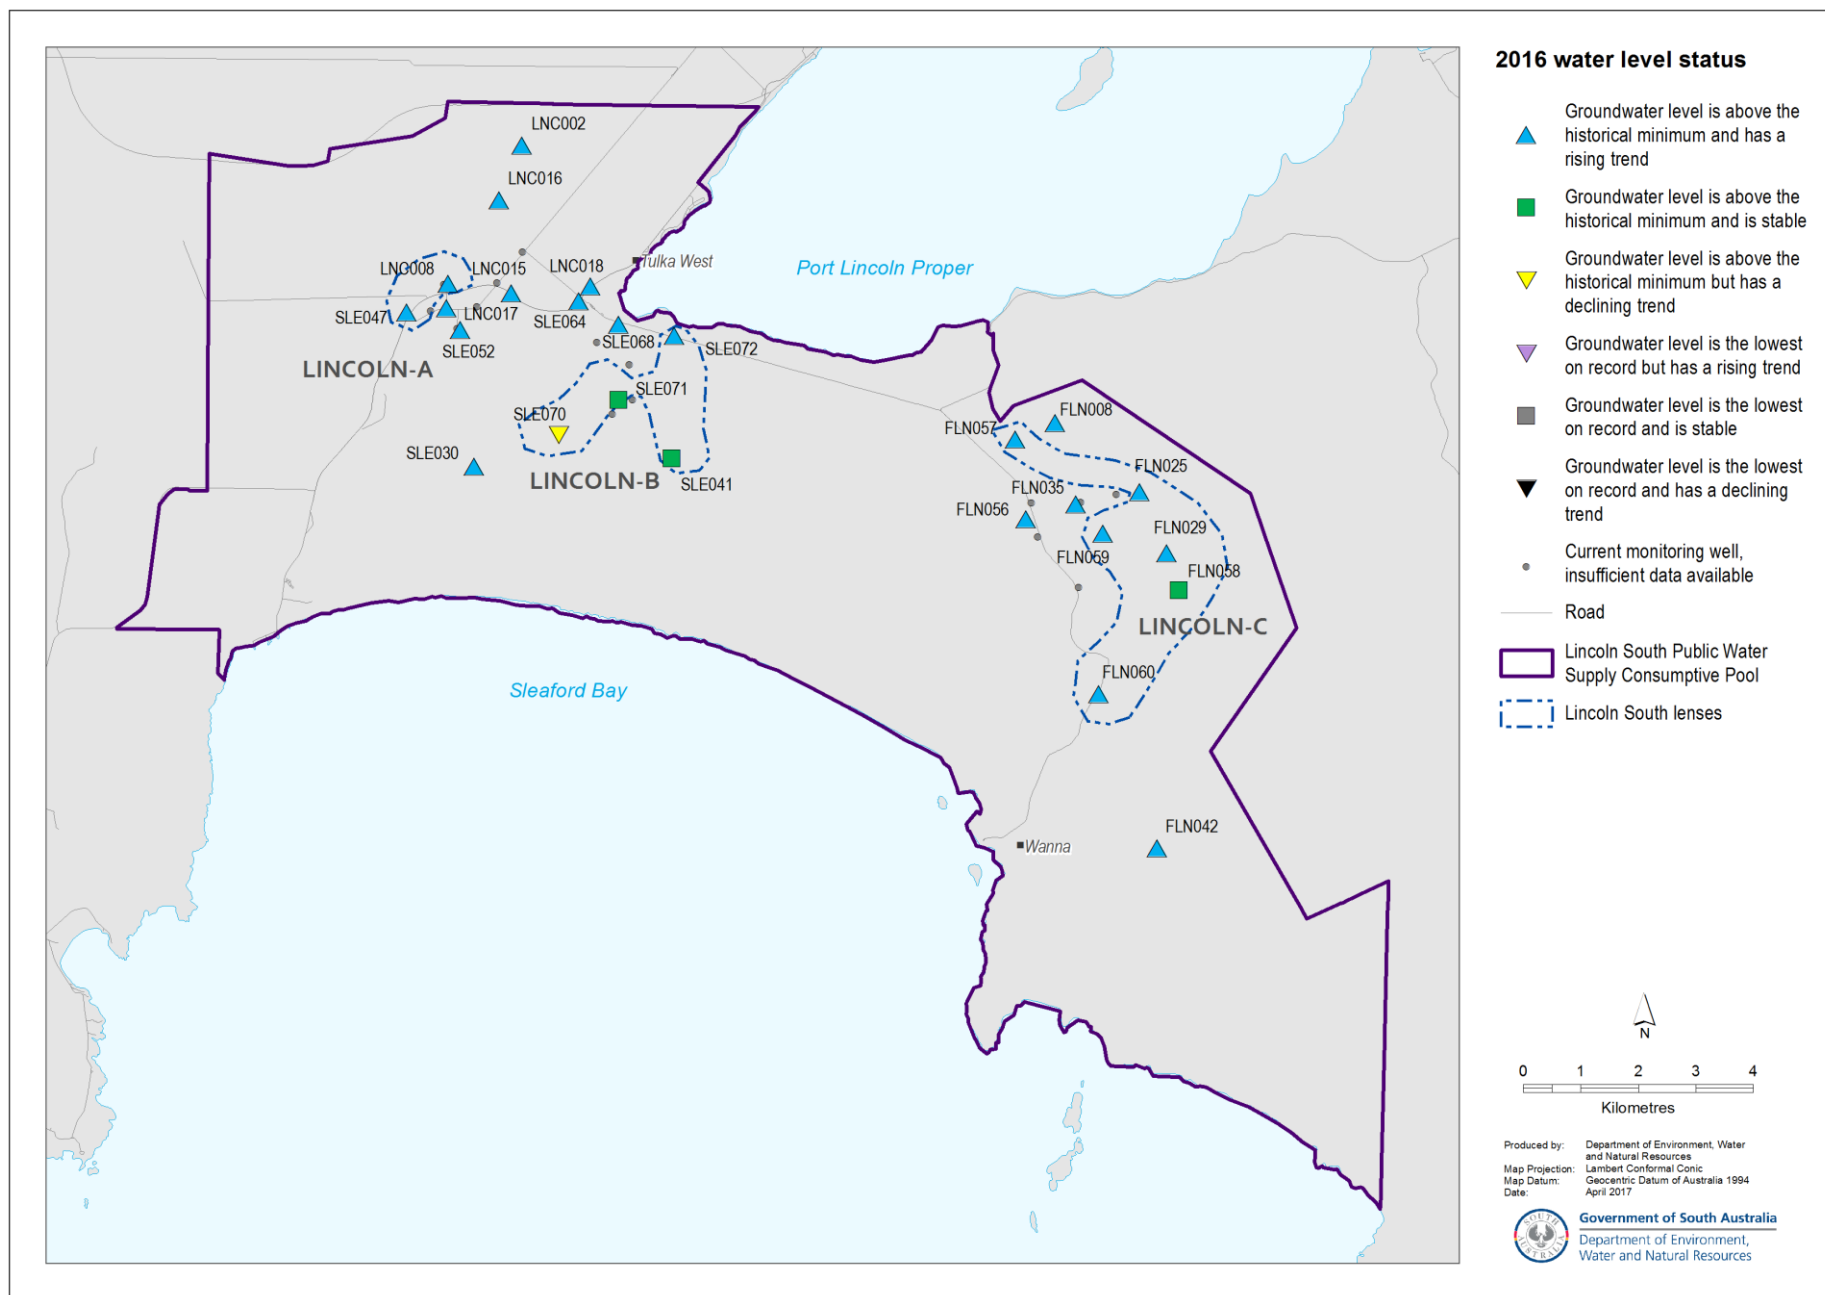 LNC002
LNC016
LNC008
LNC015
LNC018
Tulka West
Port Lincoln Proper
SLE047
LNC017
SLE064
SLE052
SLE068
SLE072
LINCOLN-A
SLE071
SLE070
SLE030
LINCOLN-B
SLE041
FLN008
FLN057
FLN025
FLN035
FLN056
FLN029
FLN059
FLN058
LINCOLN-C
FLN060
Sleaford Bay
FLN042
Wanna
2016 water level status
Groundwater level is above the
historical minimum and has a
rising trend
Groundwater level is above the
historical minimum and is stable
Groundwater level is above the
historical minimum but has a
declining trend
Groundwater level is the lowest
on record but has a rising trend
Groundwater level is the lowest
on record and is stable
Groundwater level is the lowest
on record and has a declining
trend
Current monitoring well,
insufficient data available
Road
Lincoln South Public Water
Supply Consumptive Pool
Lincoln South lenses
N
0 1 2 3 4
Kilometres
Produced by: Department of Environment, Water
and Natural Resources
Map Projection: Lambert Conformal Conic
Map Datum: Geocentric Datum of Australia 1994
Date: April 2017
SOUTH AUSTRALIA
Government of South Australia
Department of Environment,
Water and Natural Resources